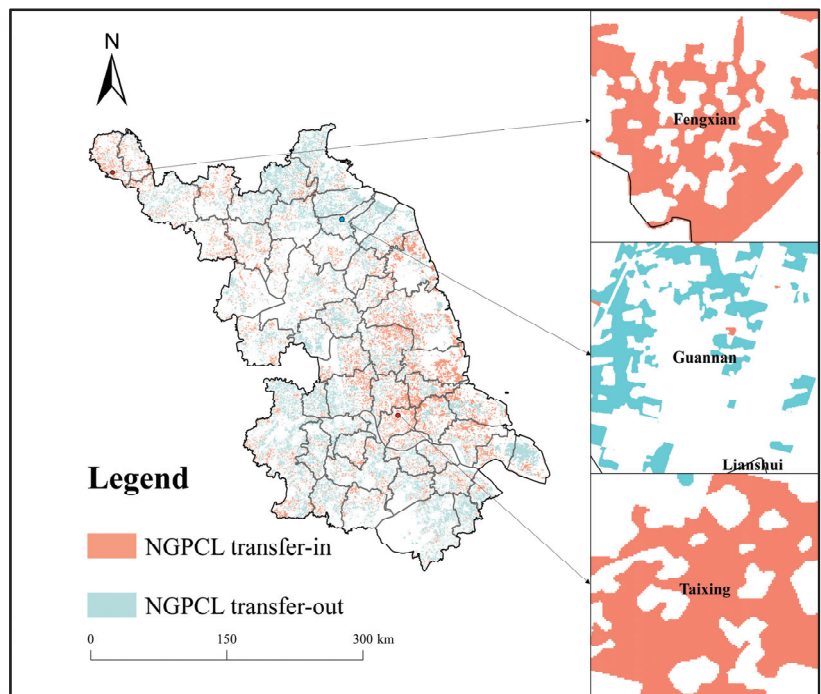 N
Fengxian
Guannan
Lianshui
Taixing
Legend
NGPCL transfer-in
NGPCL transfer-out
0 150 300 km